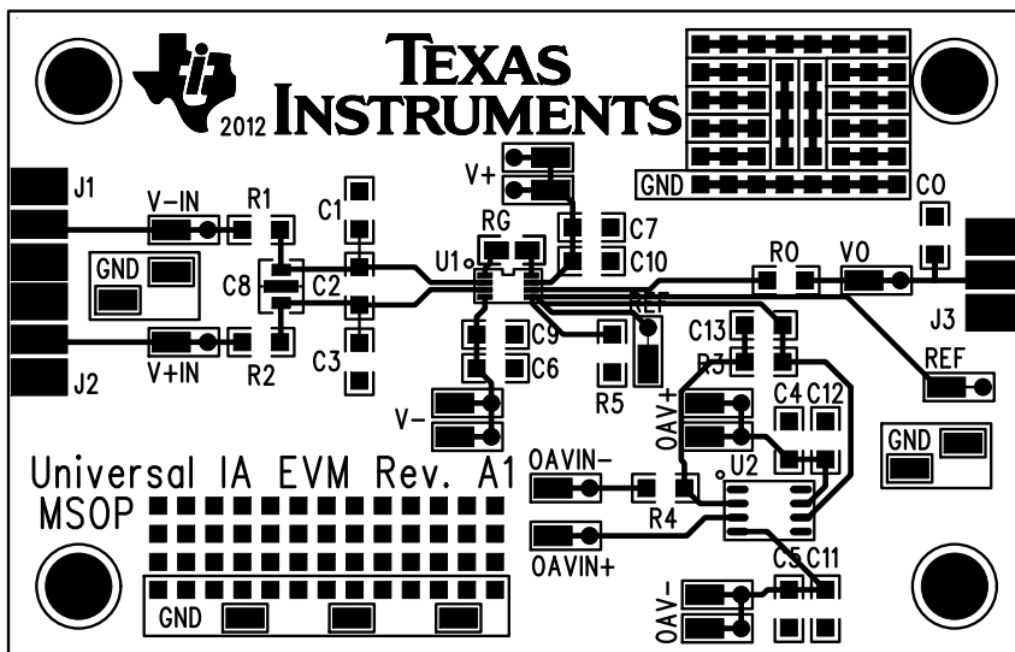 TEXAS
INSTRUMENTS
2012
V+
GND
C0
J1
V-IN
R1
C1
RG
C7
U1
C10
RO
VO
GND
C8
C2
REF
J3
C9
C13
J2
V+IN
R2
C3
C6
R5
R3
REF
V-
OAV+
C4
C12
GND
U2
Universal IA EVM Rev. A1
MSOP
OAVIN-
R4
OAVIN+
C5
C11
GND
OAV-